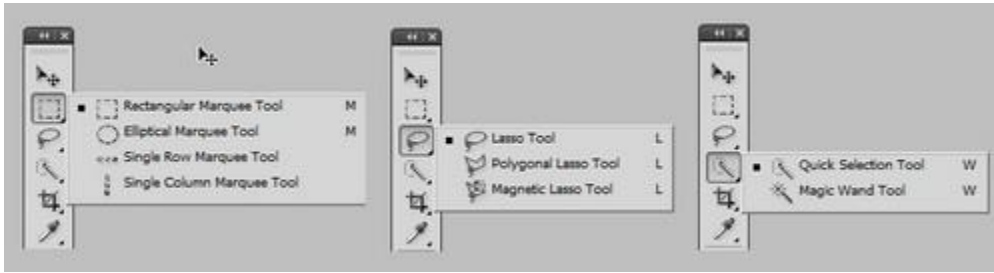 Rectangular Marquee Tool M
Elliptical Marquee Tool M
Single Row Marquee Tool
Single Column Marquee Tool
Lasso Tool L
Polygonal Lasso Tool L
Magnetic Lasso Tool L
Quick Selection Tool W
Magic Wand Tool W